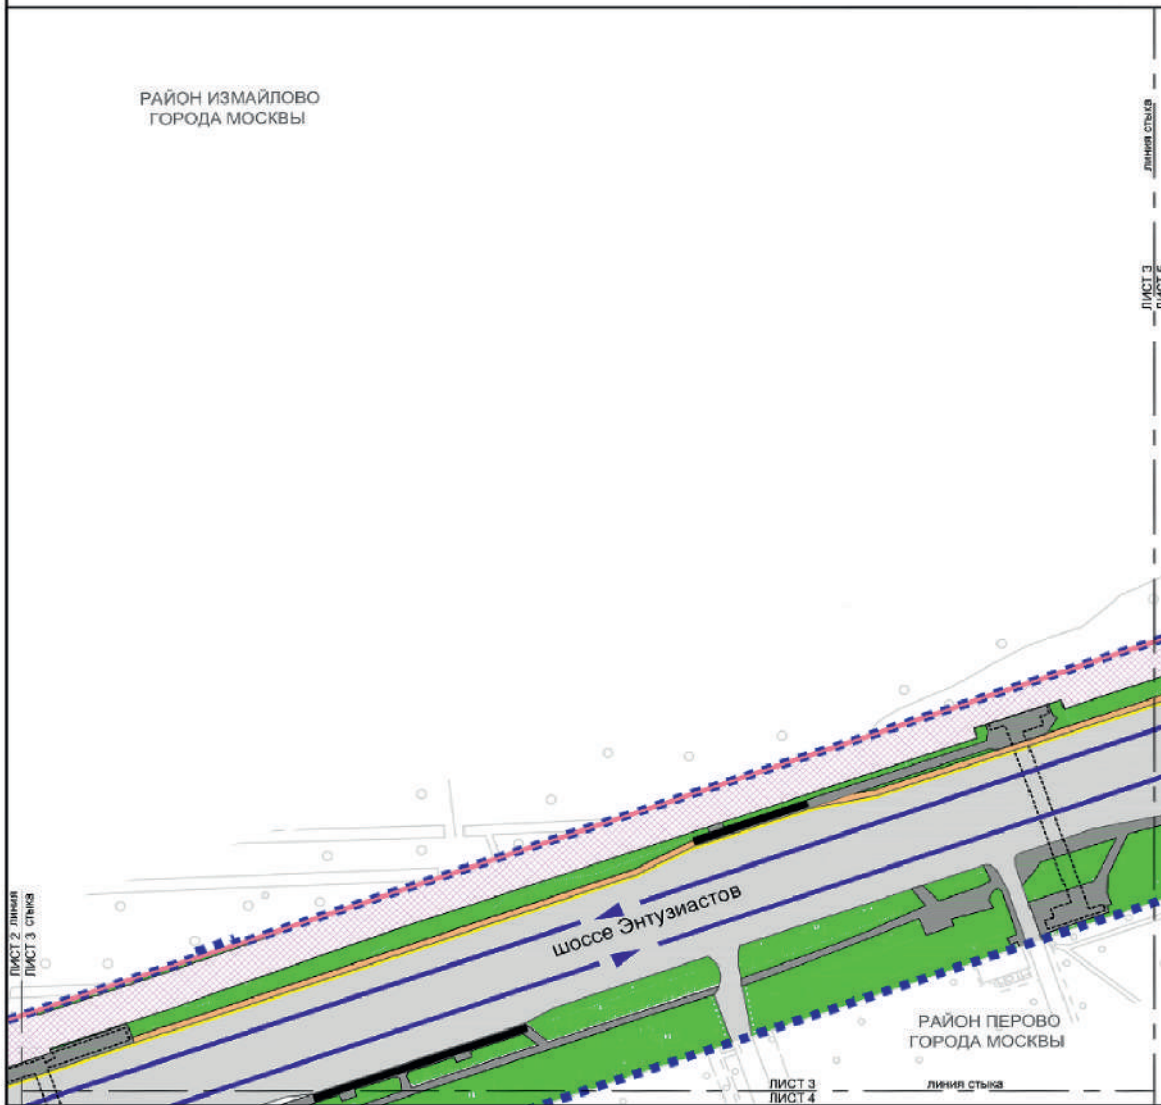 РАЙОН ИЗМАЙЛОВО
ГОРОДА МОСКВЫ
линия стыка
ЛИСТ 3
шоссе Энтузиастов
ЛИСТ 2 линия
ЛИСТ 3 стыка
РАЙОН ПЕРОВО
ГОРОДА МОСКВЫ
ЛИСТ 3
ЛИСТ 4
линия стыка